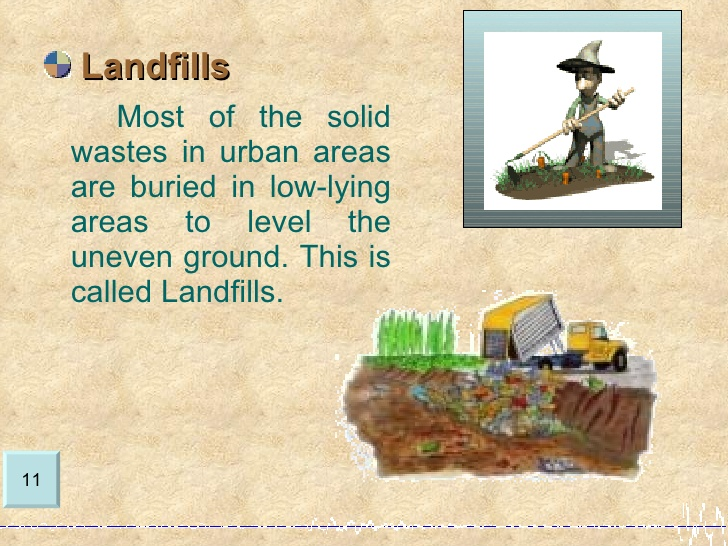 Landfills
Most of the solid
wastes in urban areas
are buried in low-lying
areas to level the
uneven ground. This is
called Landfills.
11